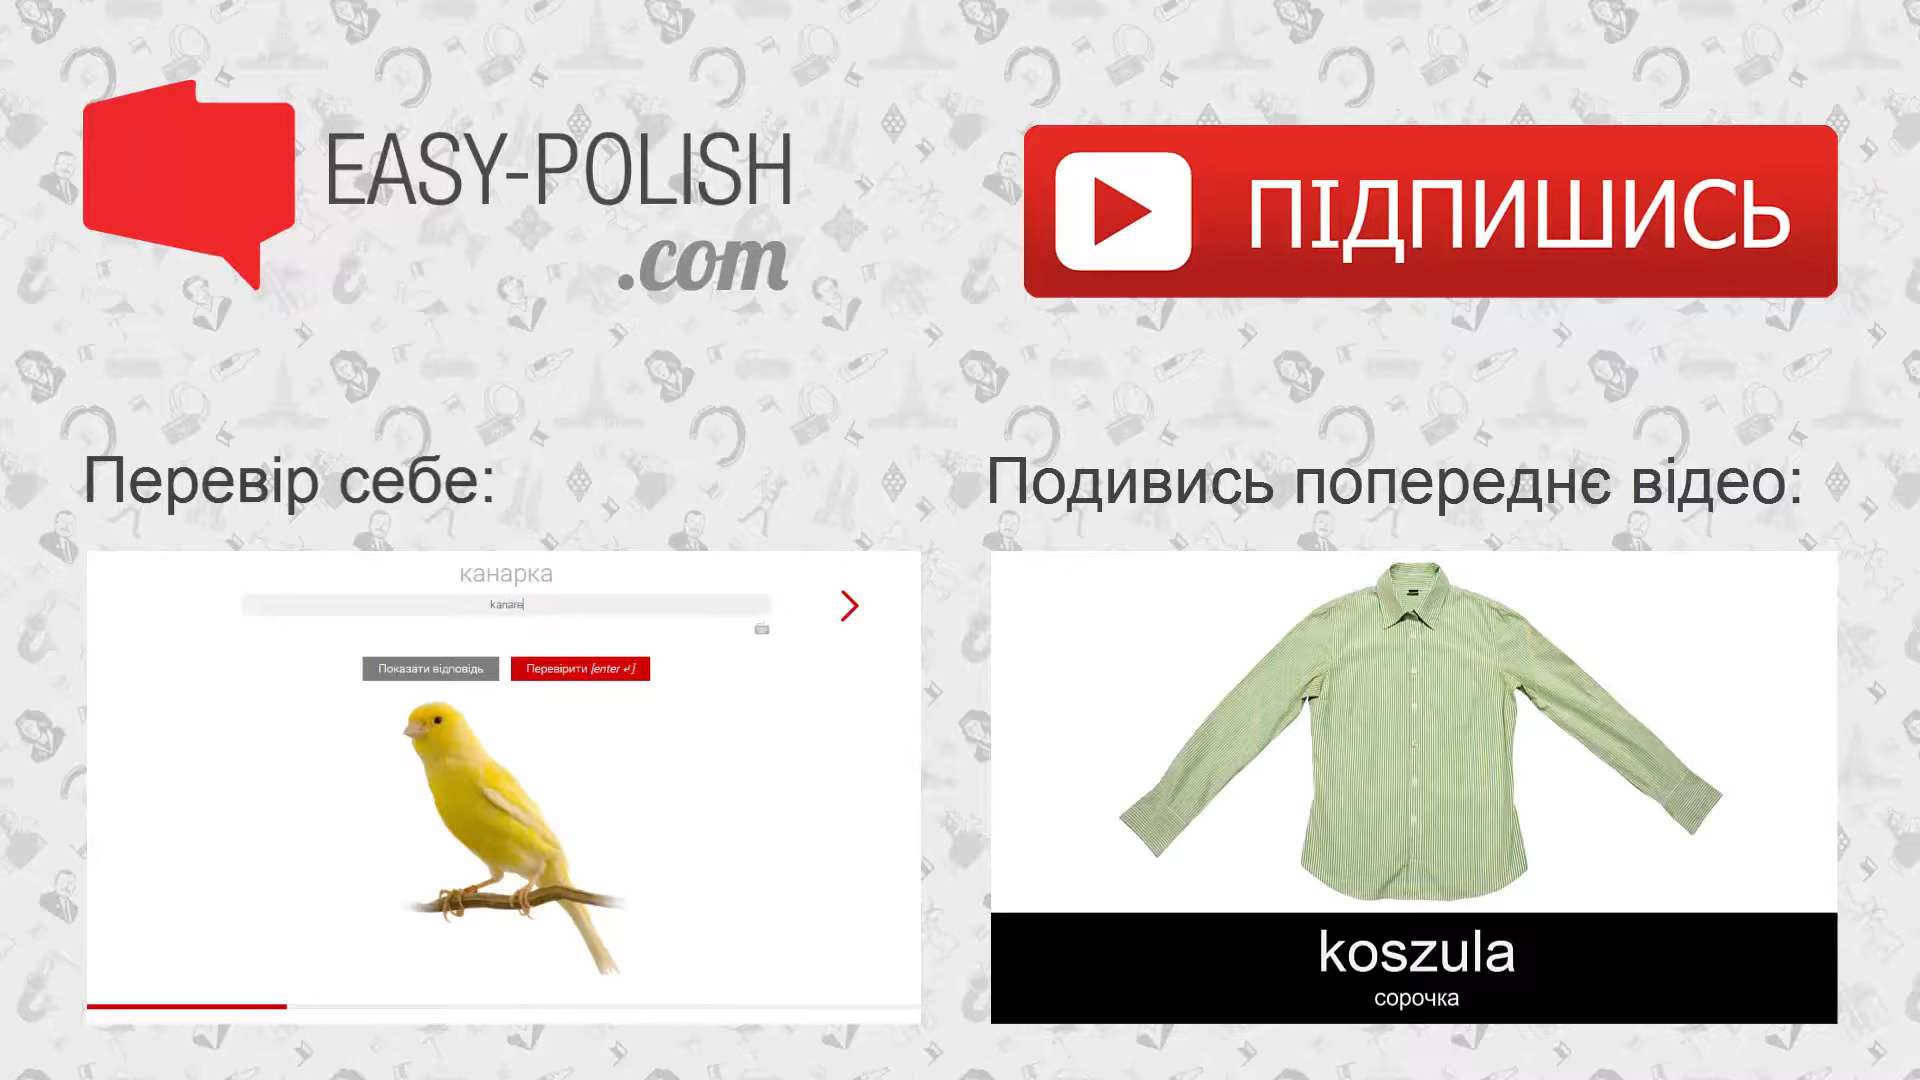 EASY-POLISH
.com
ПІДПИШИСЬ
Перевір себе:
Подивись попереднє відео:
канарка
kanare
Показати відповідь
Перевірити [enter ↵]
koszula
сорочка